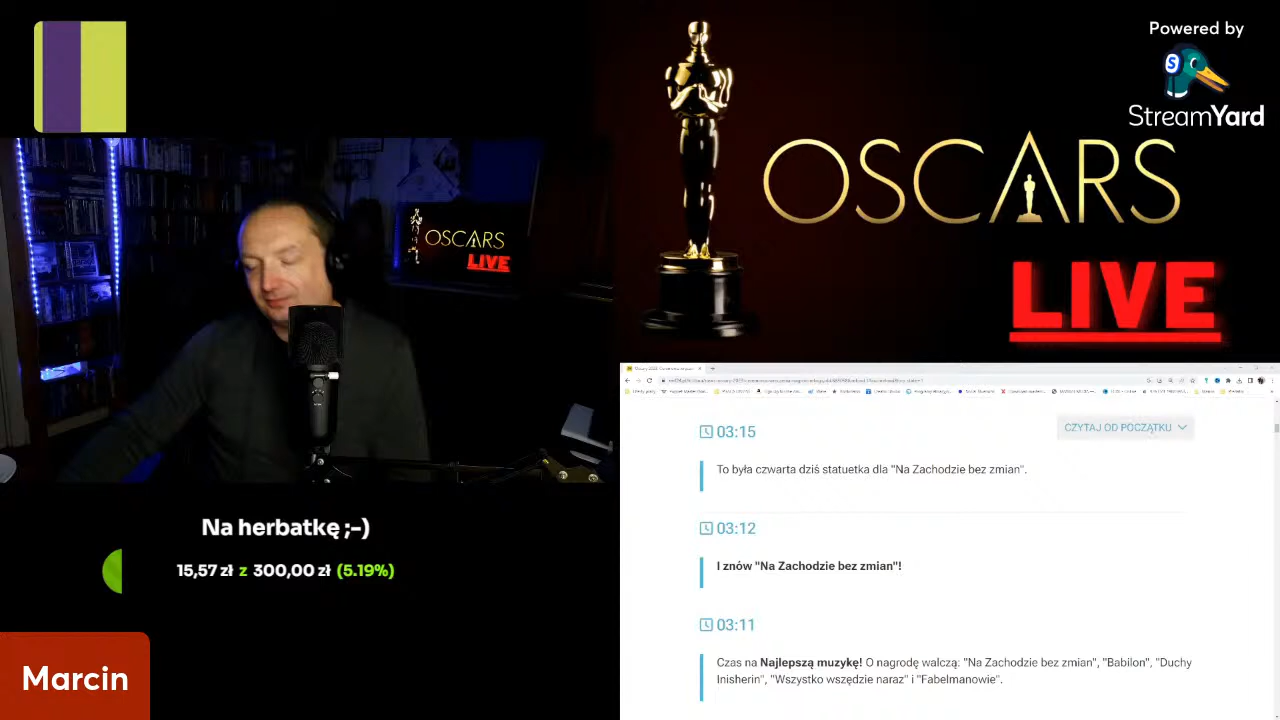 Powered by
StreamYard
OSCARS
LIVE
OSCARS
LIVE
Na herbatkę ;-)
15,57 zł z 300,00 zł (5.19%)
Marcin
03:15
CZYTAJ OD POCZĄTKU
To była czwarta dziś statuetka dla "Na Zachodzie bez zmian".
03:12
I znów "Na Zachodzie bez zmian"!
03:11
Czas na Najlepszą muzykę! O nagrodę walczą: "Na Zachodzie bez zmian", "Babilon", "Duchy
Inisherin", "Wszystko wszędzie naraz" i "Fabelmanowie".